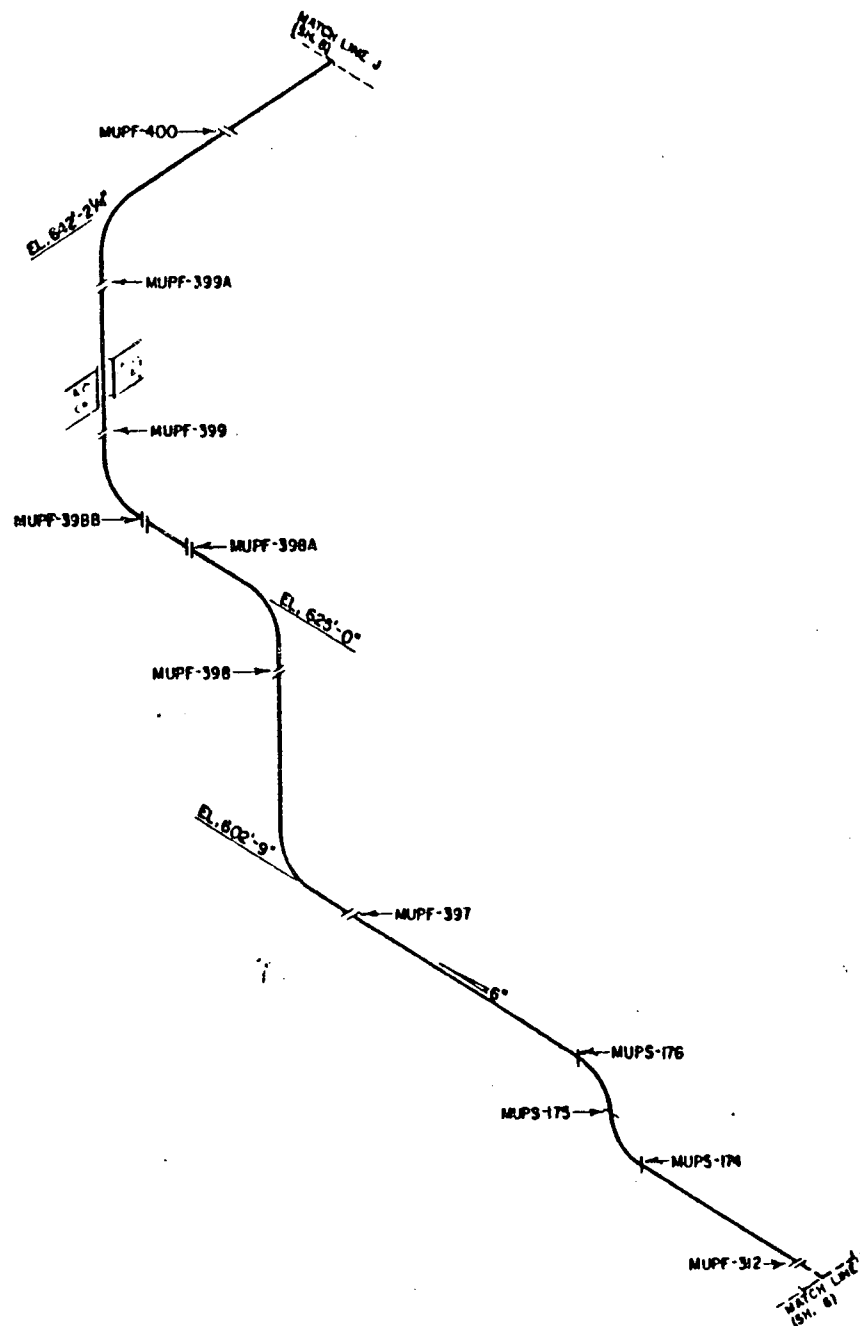 MATCH LINE J
(SH. 8)
MUPF-400
EL. 642'-2¼"
MUPF-399A
MUPF-399
MUPF-398B
MUPF-398A
EL. 625'-0"
MUPF-398
EL. 602'-9"
MUPF-397
6"
MUPS-176
MUPS-175
MUPS-174
MUPF-312
MATCH LINE
(SH. 6)